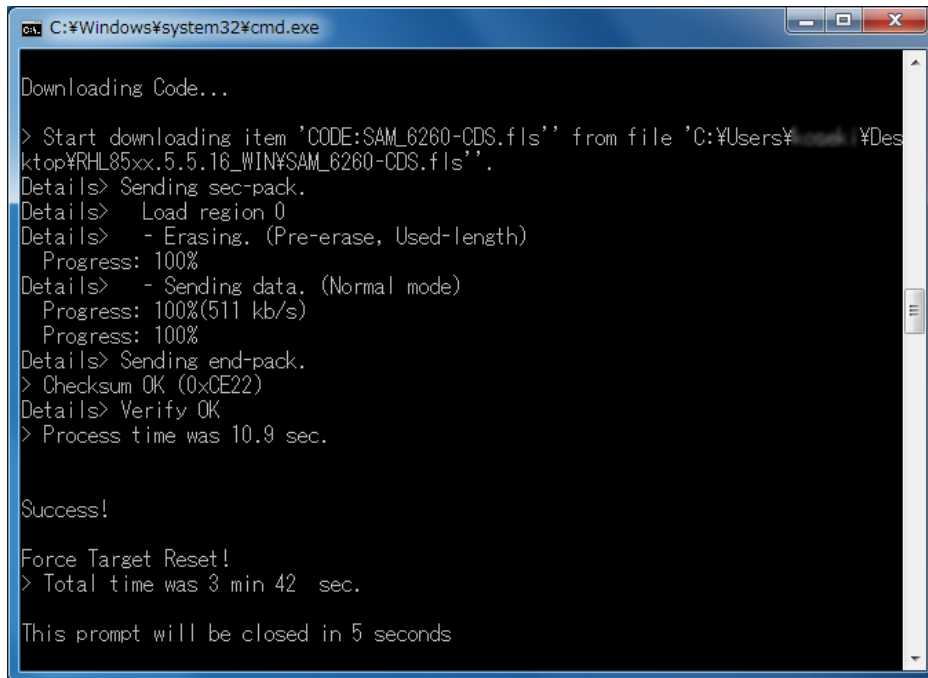 C:¥Windows¥system32¥cmd.exe
Downloading Code...
> Start downloading item 'CODE:SAM_6260-CDS.fls'' from file 'C:¥Users¥ ¥Des
ktop¥RHL85xx.5.5.16_WIN¥SAM_6260-CDS.fls''.
Details> Sending sec-pack.
Details>   Load region 0
Details>   - Erasing. (Pre-erase, Used-length)
  Progress: 100%
Details>   - Sending data. (Normal mode)
  Progress: 100%(511 kb/s)
  Progress: 100%
Details> Sending end-pack.
> Checksum OK (0xCE22)
Details> Verify OK
> Process time was 10.9 sec.
Success!
Force Target Reset!
> Total time was 3 min 42  sec.
This prompt will be closed in 5 seconds